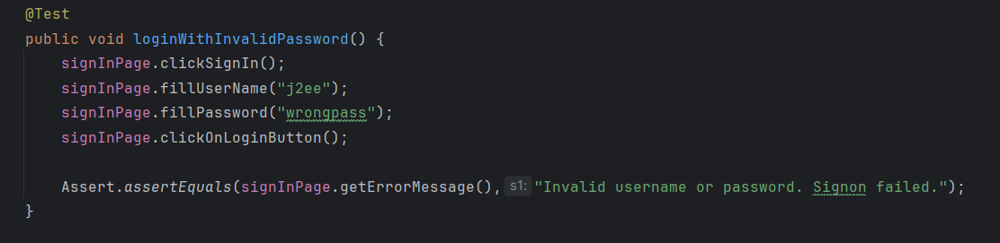 @Test
public void loginWithInvalidPassword() {
signInPage.clickSignIn();
signInPage.fillUserName("j2ee");
signInPage.fillPassword("wrongpass");
signInPage.clickOnLoginButton();
Assert.assertEquals(signInPage.getErrorMessage(), s1: "Invalid username or password. Signon failed.");
}